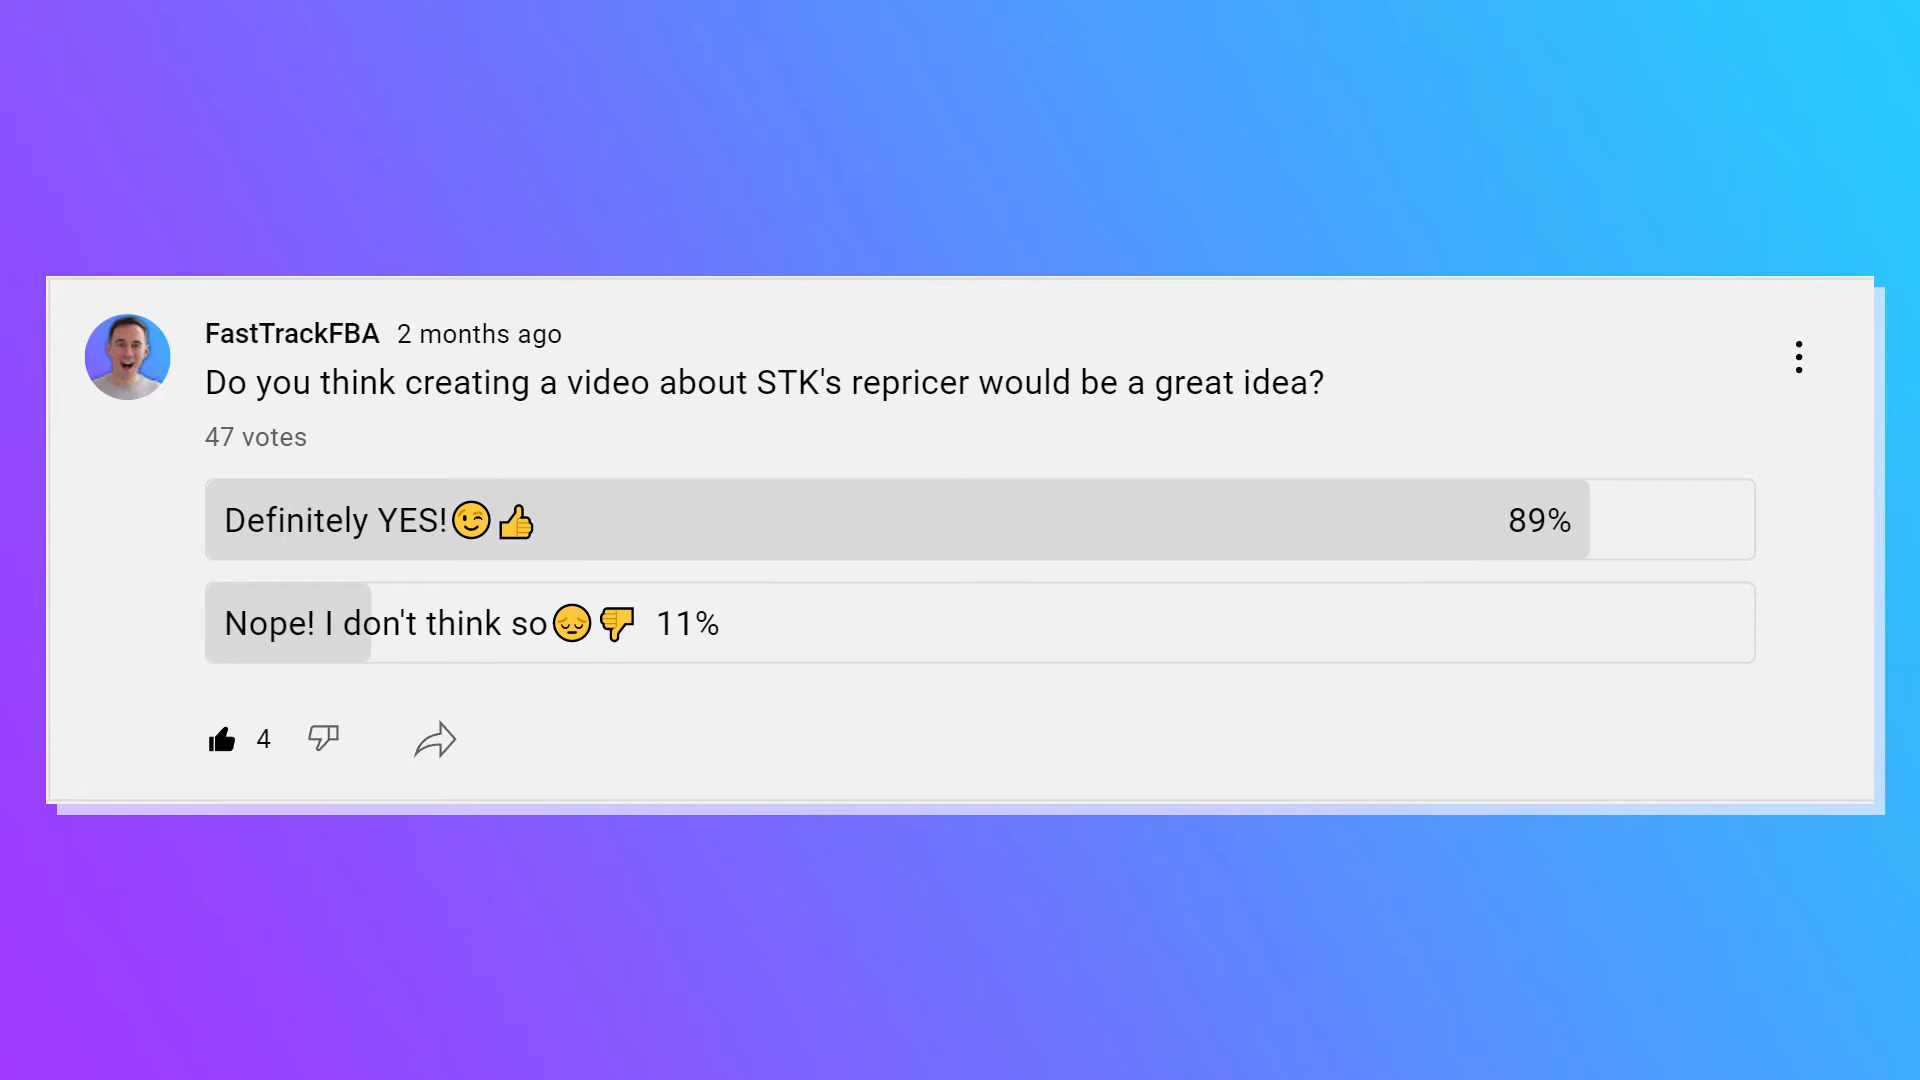 FastTrackFBA 2 months ago
Do you think creating a video about STK's repricer would be a great idea?
47 votes
Definitely YES!😉👍 89%
Nope! I don't think so😔👎 11%
4